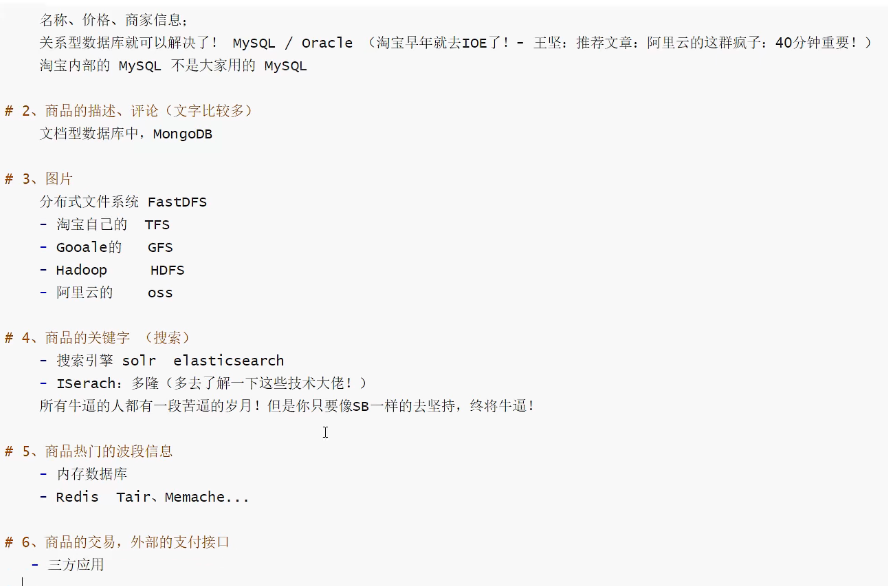 名称、价格、商家信息;
关系型数据库就可以解决了! MySQL / Oracle （淘宝早年就去IOE了!- 王坚: 推荐文章: 阿里云的这群疯子: 40分钟重要!）
淘宝内部的 MySQL 不是大家用的 MySQL
# 2、商品的描述、评论（文字比较多）
文档型数据库中, MongoDB
# 3、图片
分布式文件系统 FastDFS
- 淘宝自己的 TFS
- Gooale的 GFS
- Hadoop HDFS
- 阿里云的 oss
# 4、商品的关键字 （搜索）
- 搜索引擎 solr elasticsearch
- ISerach: 多隆（多去了解一下这些技术大佬!）
所有牛逼的人都有一段苦逼的岁月! 但是你只要像SB一样的去坚持, 终将牛逼!
# 5、商品热门的波段信息
- 内存数据库
- Redis Tair、Memache...
# 6、商品的交易, 外部的支付接口
- 三方应用